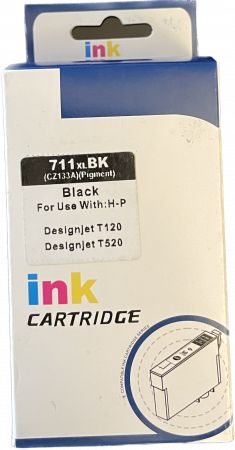 ink
711XLBK
(CZ133A)(Pigment)
Black
For Use With:H-P
Designjet T120
Designjet T520
ink
CARTRIDGE